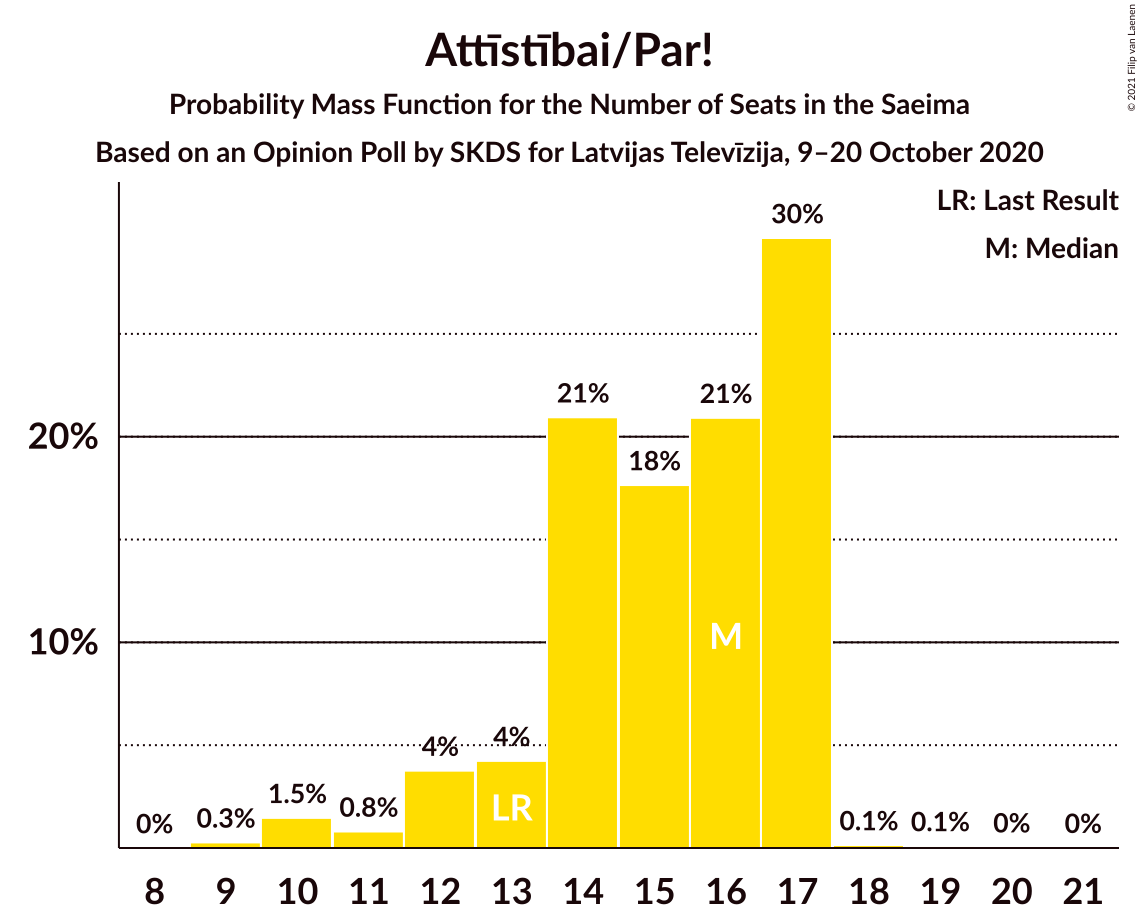 Attīstībai/Par!
Probability Mass Function for the Number of Seats in the Saeima
Based on an Opinion Poll by SKDS for Latvijas Televīzija, 9–20 October 2020
© 2021 Filip van Laenen
LR: Last Result
M: Median
20%
10%
0%
0.3%
1.5%
0.8%
4%
4%
21%
18%
21%
30%
0.1%
0.1%
0%
0%
LR
M
8 9 10 11 12 13 14 15 16 17 18 19 20 21